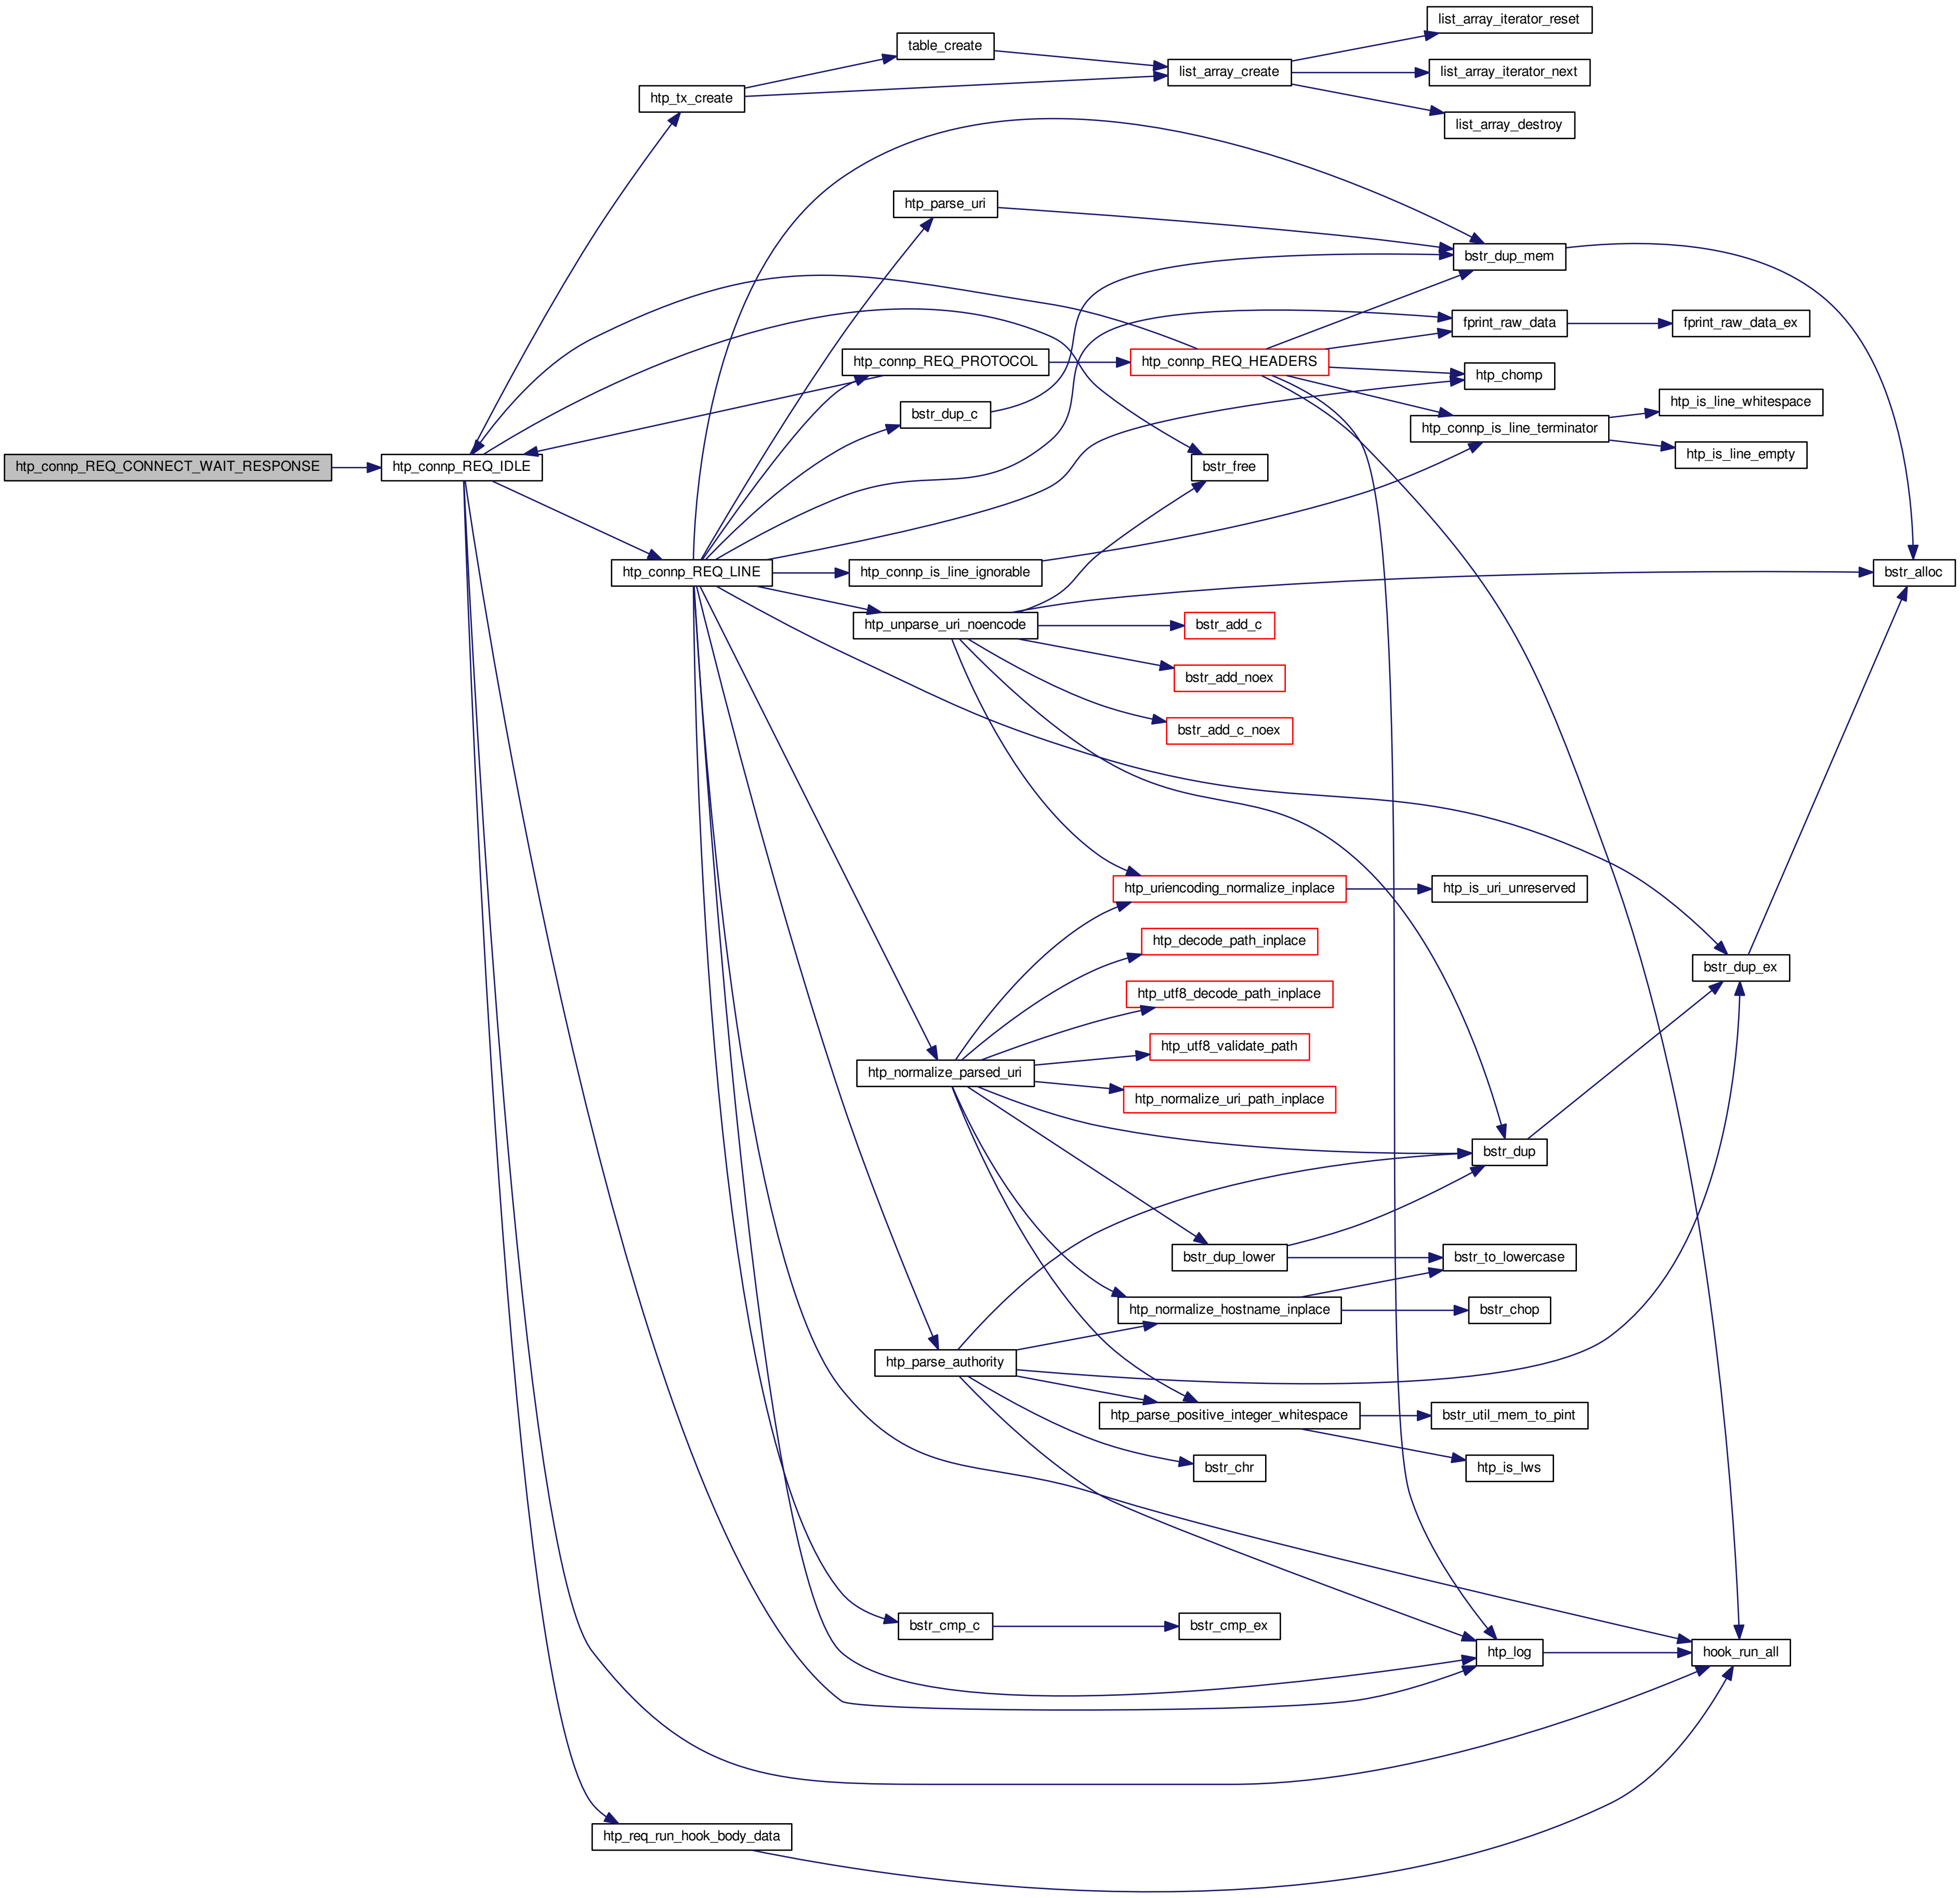 list_array_iterator_reset
table_create
list_array_create
list_array_iterator_next
htp_tx_create
list_array_destroy
htp_parse_uri
bstr_dup_mem
fprint_raw_data
fprint_raw_data_ex
htp_connp_REQ_PROTOCOL
htp_connp_REQ_HEADERS
htp_chomp
htp_is_line_whitespace
bstr_dup_c
htp_connp_is_line_terminator
htp_is_line_empty
htp_connp_REQ_CONNECT_WAIT_RESPONSE
htp_connp_REQ_IDLE
bstr_free
htp_connp_REQ_LINE
htp_connp_is_line_ignorable
bstr_alloc
htp_unparse_uri_noencode
bstr_add_c
bstr_add_noex
bstr_add_c_noex
htp_uriencoding_normalize_inplace
htp_is_uri_unreserved
htp_decode_path_inplace
bstr_dup_ex
htp_utf8_decode_path_inplace
htp_utf8_validate_path
htp_normalize_parsed_uri
htp_normalize_uri_path_inplace
bstr_dup
bstr_dup_lower
bstr_to_lowercase
htp_normalize_hostname_inplace
bstr_chop
htp_parse_authority
htp_parse_positive_integer_whitespace
bstr_util_mem_to_pint
bstr_chr
htp_is_lws
bstr_cmp_c
bstr_cmp_ex
htp_log
hook_run_all
htp_req_run_hook_body_data